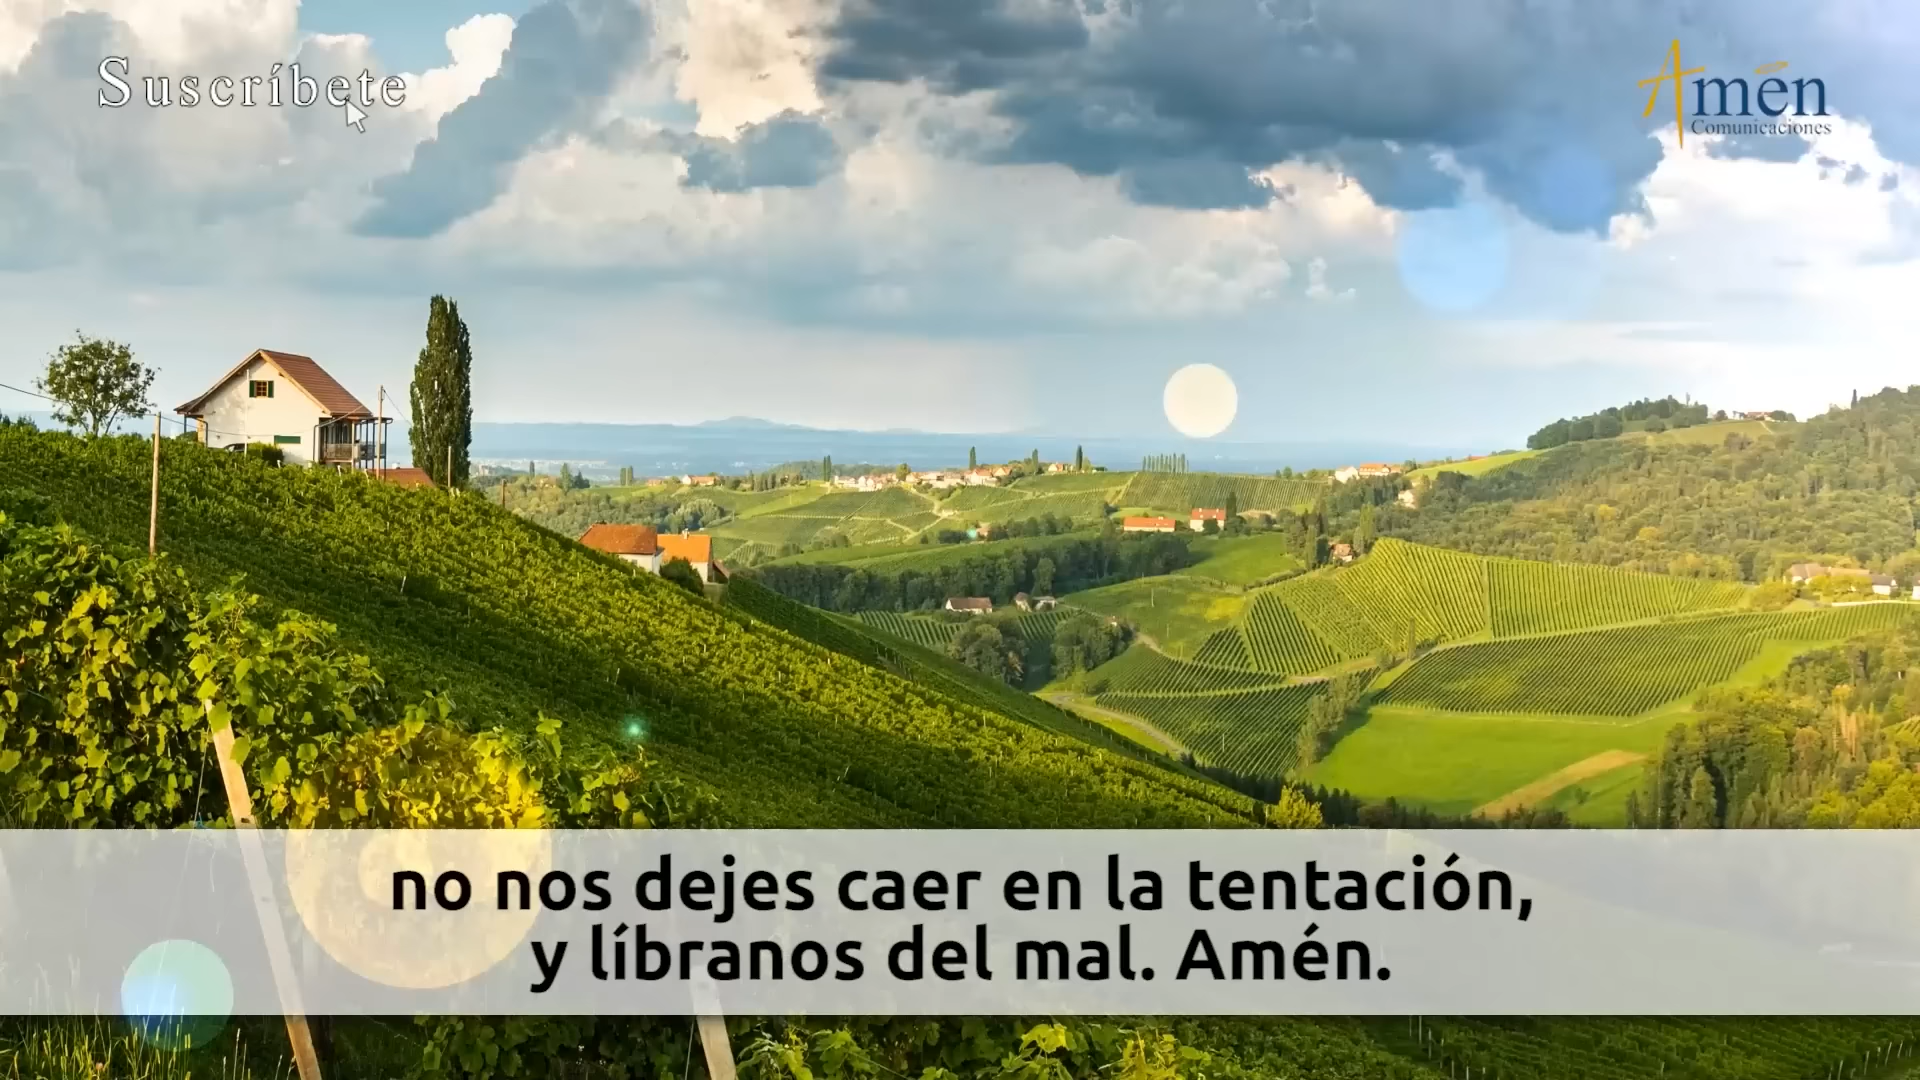 Suscríbete
Amén
Comunicaciones
no nos dejes caer en la tentación,
y líbranos del mal. Amén.